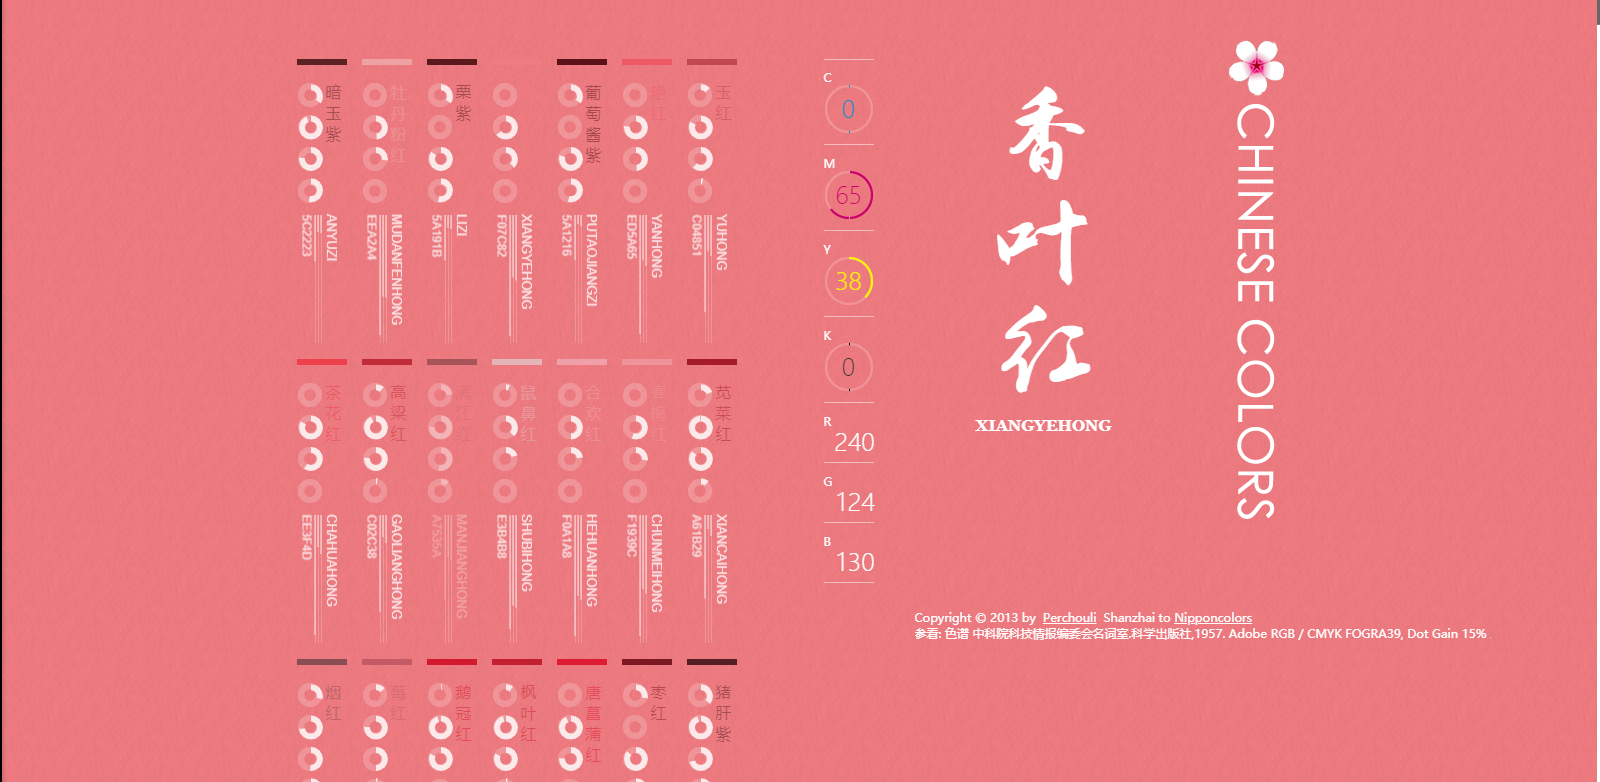 暗玉紫
ANYUZI
5C2223
牡丹粉红
MUDANFENHONG
EEA2A4
栗紫
LIZI
5A191B
XIANGYEHONG
F07C82
葡萄酱紫
PUTAOJIANGZI
5A1216
艳红
YANHONG
ED5A65
玉红
YUHONG
C04851
茶花红
CHAHUAHONG
EE3F4D
高粱红
GAOLIANGHONG
C02C38
满江红
MANJIANGHONG
A7535A
鼠鼻红
SHUBIHONG
E3B4B8
合欢红
HEHUANHONG
F0A1A8
春梅红
CHUNMEIHONG
F1939C
苋菜红
XIANCAIHONG
A61B29
烟红
莓红
鹅冠红
枫叶红
唐菖蒲红
枣红
猪肝紫
C
0
M
65
Y
38
K
0
R
240
G
124
B
130
香叶红
XIANGYEHONG
CHINESE COLORS
Copyright © 2013 by Perchouli Shanzhai to Nipponcolors
参看: 色谱 中科院科技情报编委会名词室.科学出版社,1957. Adobe RGB / CMYK FOGRA39, Dot Gain 15%